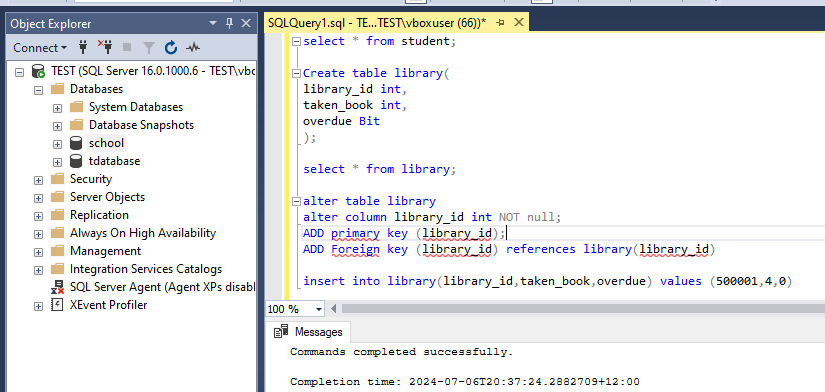 Object Explorer
Connect
TEST (SQL Server 16.0.1000.6 - TEST\vbo
Databases
System Databases
Database Snapshots
school
tdatabase
Security
Server Objects
Replication
Always On High Availability
Management
Integration Services Catalogs
SQL Server Agent (Agent XPs disabl
XEvent Profiler
SQLQuery1.sql - TE...TEST\vboxuser (66))*
select * from student;
Create table library(
library_id int,
taken_book int,
overdue Bit
);
select * from library;
alter table library
alter column library_id int NOT null;
ADD primary key (library_id);
ADD Foreign key (library_id) references library(library_id)
insert into library(library_id,taken_book,overdue) values (500001,4,0)
100 %
Messages
Commands completed successfully.
Completion time: 2024-07-06T20:37:24.2882709+12:00